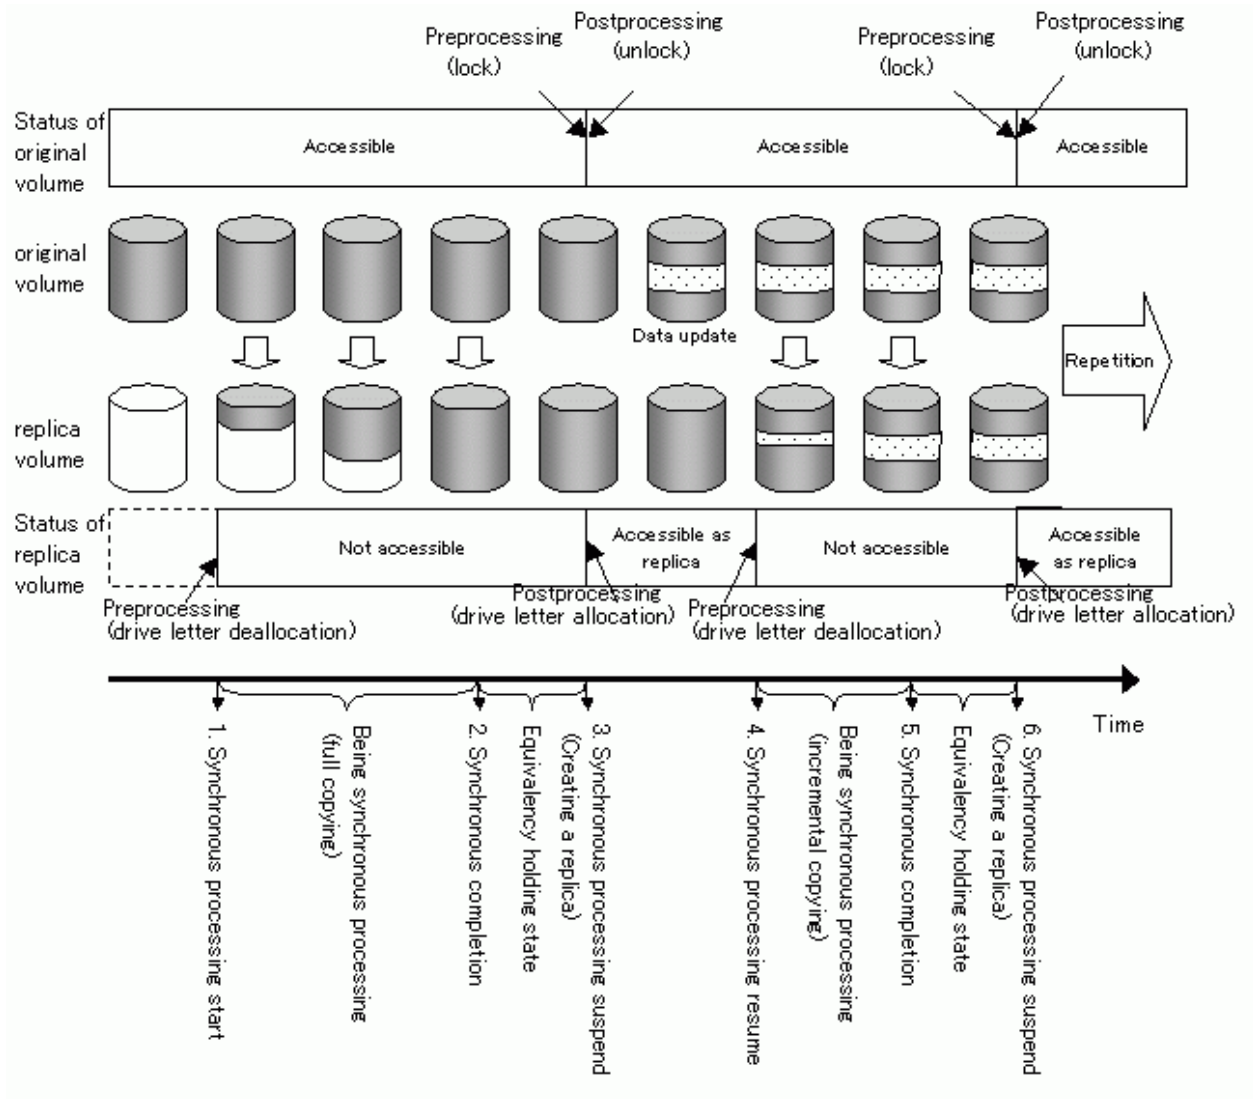 Preprocessing
(lock)
Postprocessing
(unlock)
Preprocessing
(lock)
Postprocessing
(unlock)
Status of
original
volume
Accessible
Accessible
Accessible
original
volume
Data update
Repetition
replica
volume
Status of
replica
volume
Not accessible
Accessible as
replica
Not accessible
Accessible
as replica
Preprocessing
(drive letter deallocation)
Postprocessing
(drive letter allocation)
Preprocessing
(drive letter deallocation)
Postprocessing
(drive letter allocation)
Time
1. Synchronous processing start
Being synchronous processing
(full copying)
2. Synchronous completion
Equivalency holding state
3. Synchronous processing suspend
(Creating a replica)
4. Synchronous processing resume
Being synchronous processing
(incremental copying)
5. Synchronous completion
Equivalency holding state
6. Synchronous processing suspend
(Creating a replica)